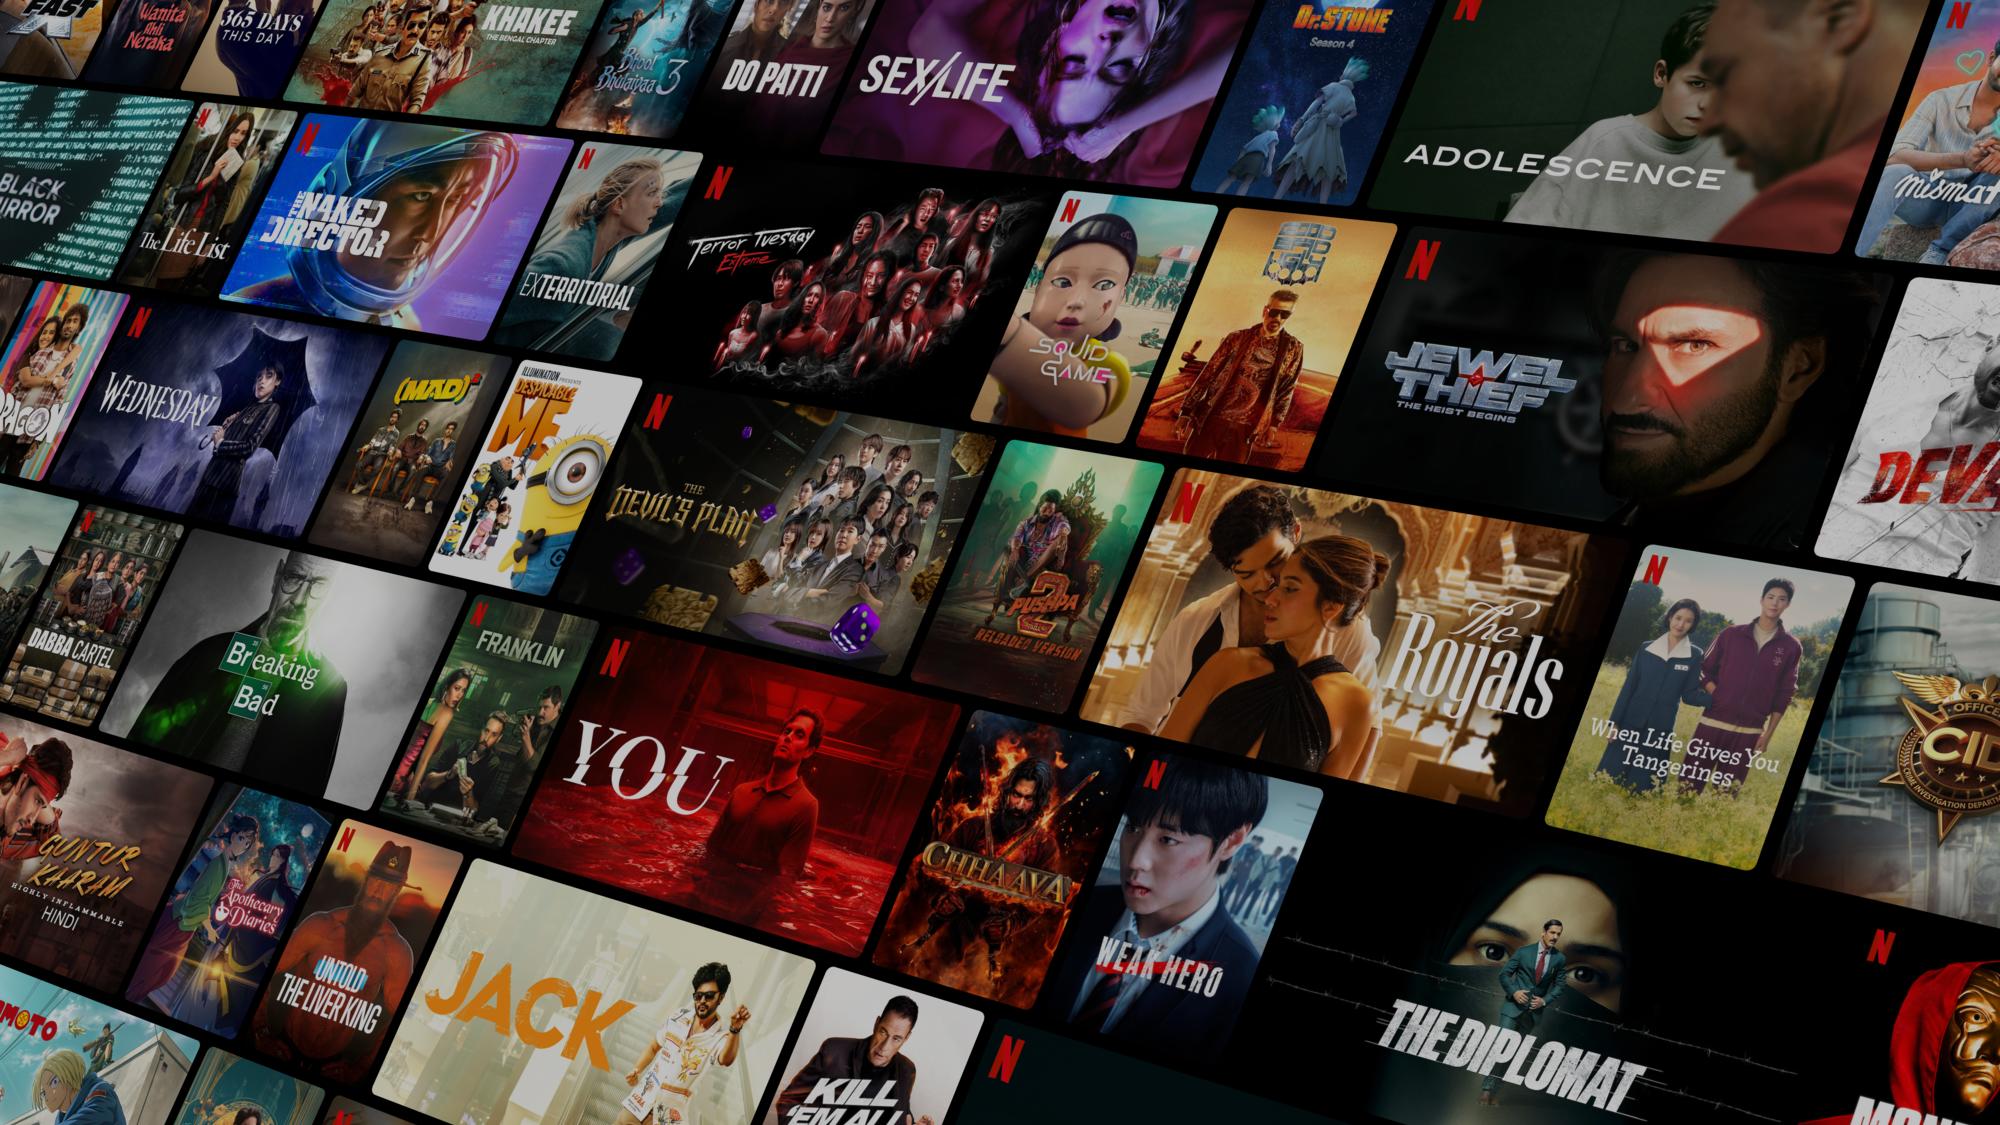 FAST
Wanita
Ahli
Neraka
365 DAYS
THIS DAY
KHAKEE
THE BENGAL CHAPTER
Bhool
Bhulaiyaa 3
DO PATTI
SEX/LIFE
Dr.STONE
Season 4
N
ADOLESCENCE
N
mismat
BLACK
MIRROR
N
The Life List
N
THE NAKED
DIRECTOR
N
EXTERRITORIAL
N
Terror Tuesday
Extreme
N
SQUID
GAME
N
JEWEL
THIEF
THE HEIST BEGINS
DEVA
RAGON
N
WEDNESDAY
(MAD)²
ILLUMINATION PRESENTS
DESPICABLE
ME
N
THE
DEVIL'S PLAN
PUSHPA
2
RELOADED VERSION
N
The
Royals
N
When Life Gives You
Tangerines
OFFICE
CID
CRIME INVESTIGATION DEPARTM
N
DABBA CARTEL
Breaking
Bad
N
FRANKLIN
N
YOU
CHHAAVA
N
WEAK HERO
THE DIPLOMAT
N
MON
GUNTUR
KAARAM
HIGHLY INFLAMMABLE
HINDI
The
Apothecary
Diaries
N
UNTOLD
THE LIVER KING
JACK
KILL
'EM ALL
N
MOTO